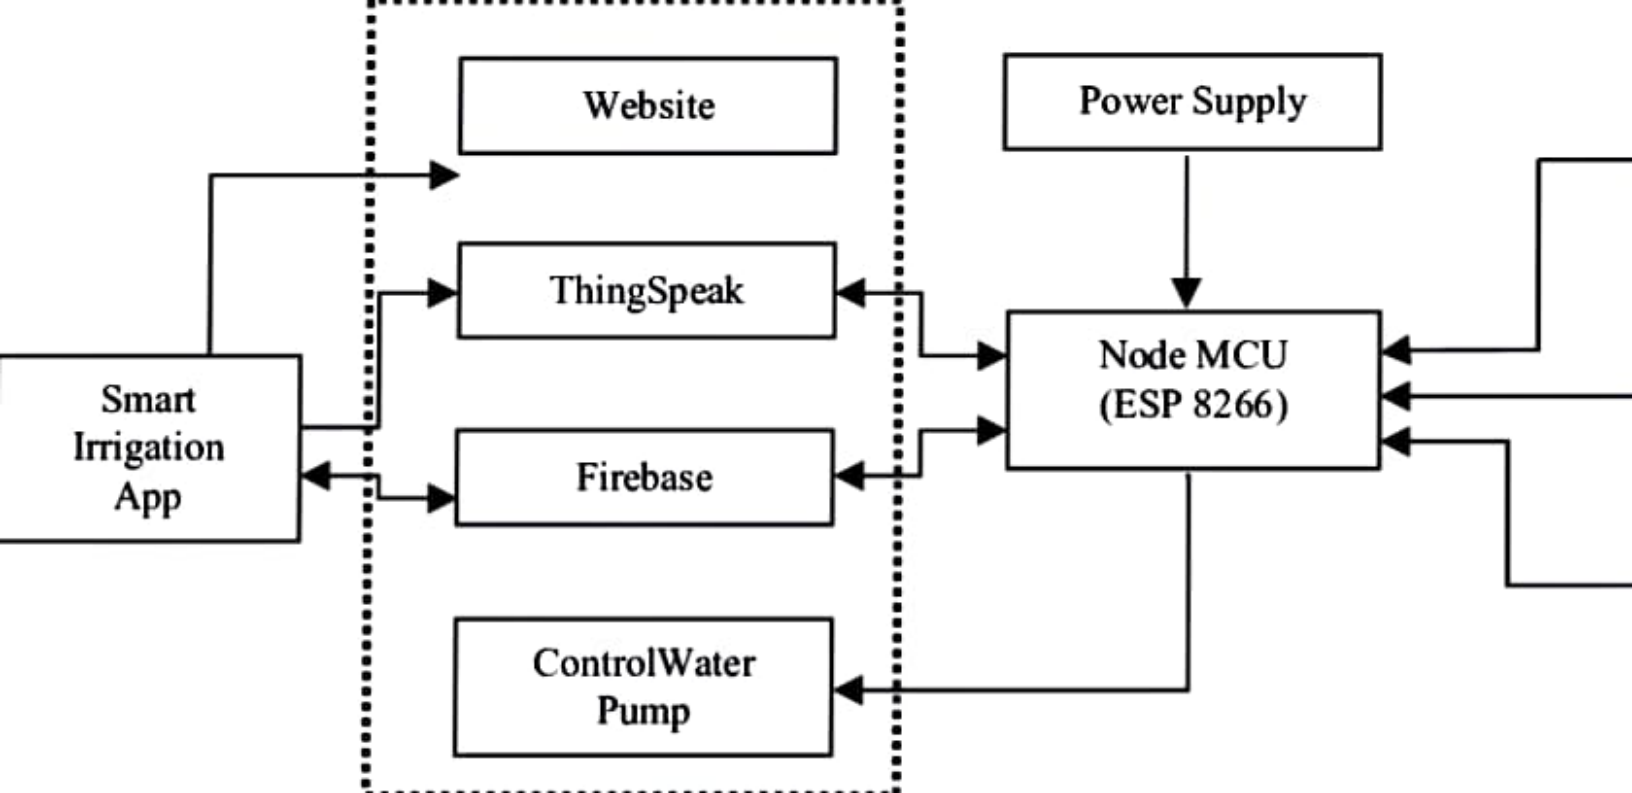 Website
Power Supply
ThingSpeak
Node MCU
(ESP 8266)
Smart
Irrigation
App
Firebase
ControlWater
Pump